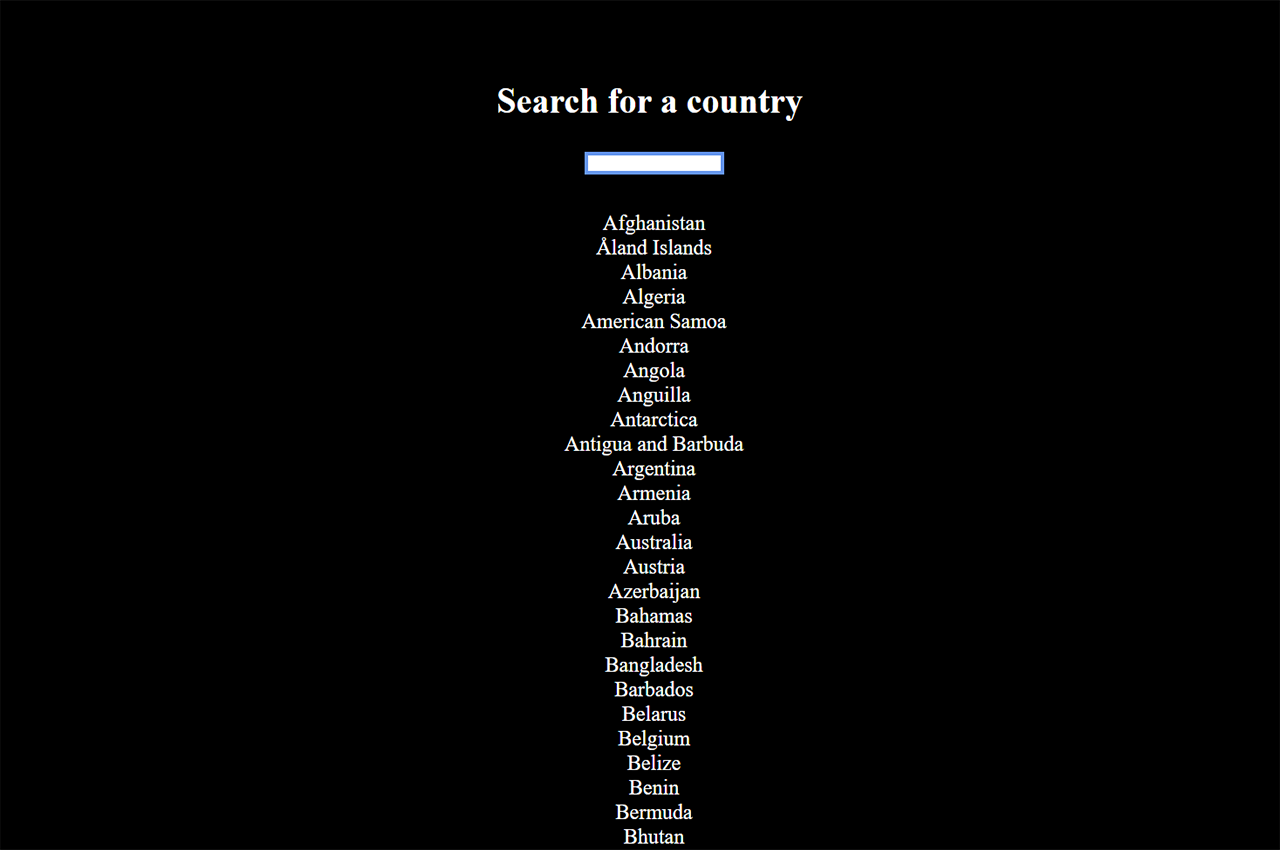 Search for a country
Afghanistan
Åland Islands
Albania
Algeria
American Samoa
Andorra
Angola
Anguilla
Antarctica
Antigua and Barbuda
Argentina
Armenia
Aruba
Australia
Austria
Azerbaijan
Bahamas
Bahrain
Bangladesh
Barbados
Belarus
Belgium
Belize
Benin
Bermuda
Bhutan